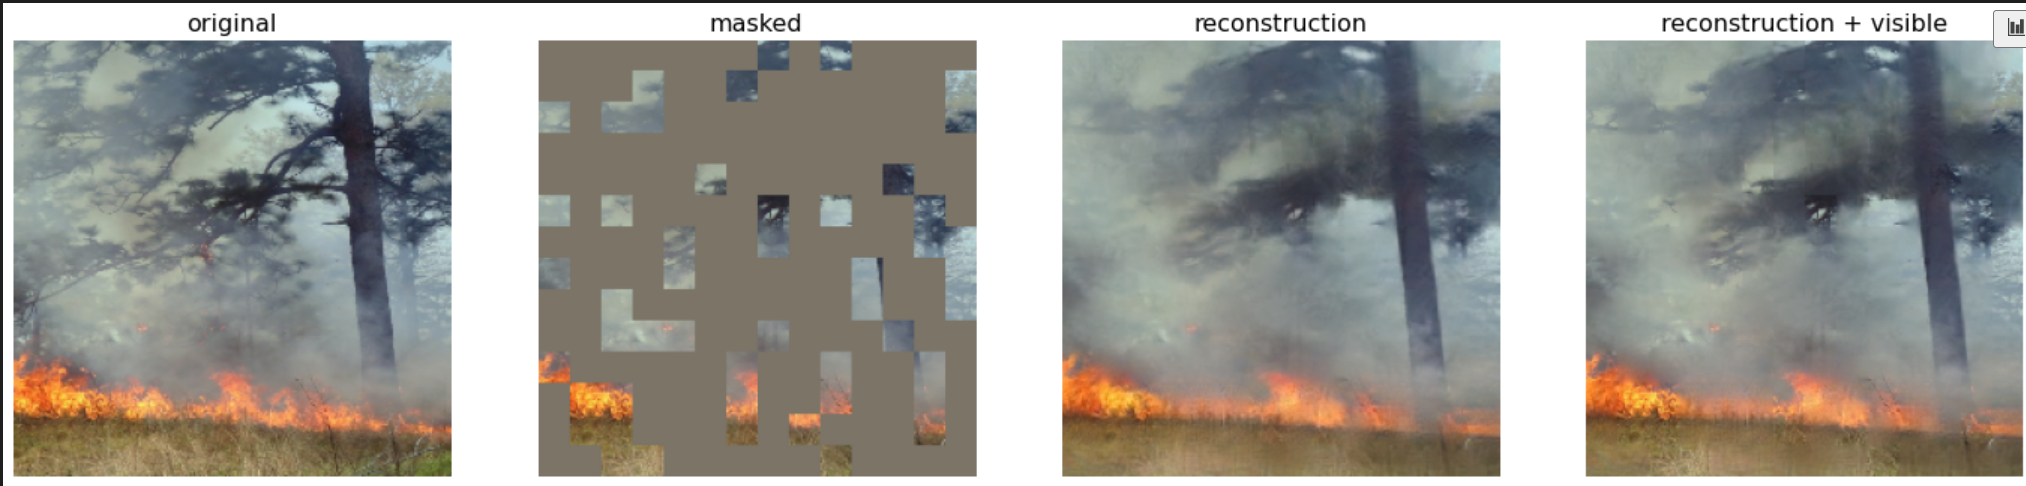 original
masked
reconstruction
reconstruction + visible